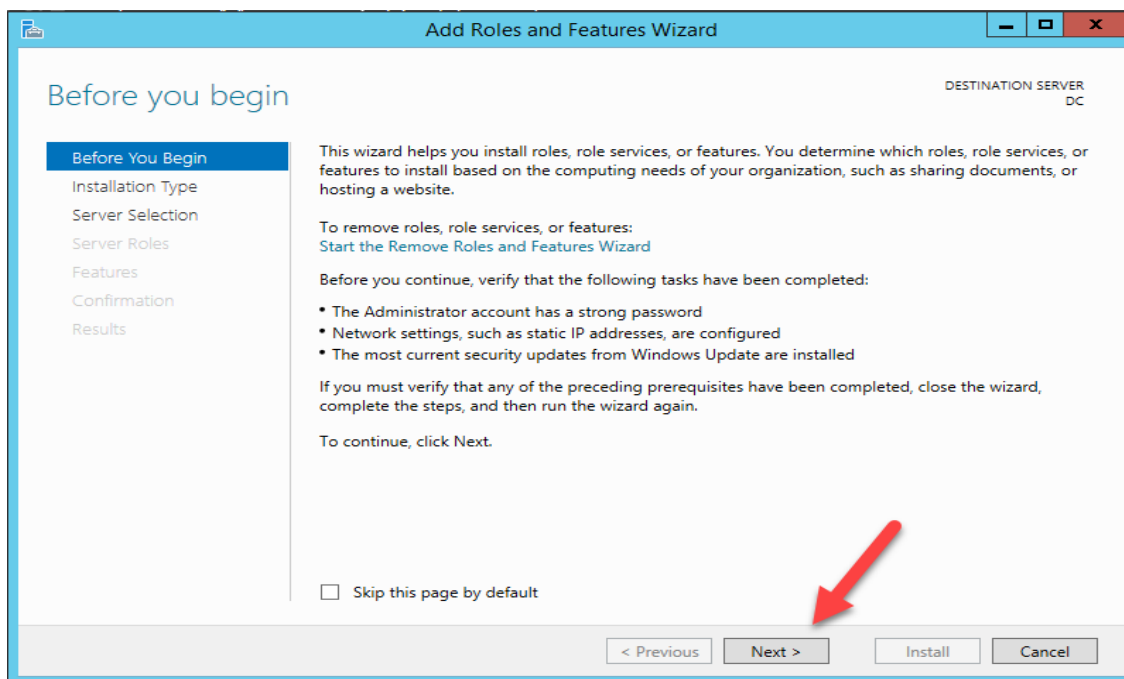 Add Roles and Features Wizard
Before you begin
DESTINATION SERVER
DC
Before You Begin
Installation Type
Server Selection
Server Roles
Features
Confirmation
Results
This wizard helps you install roles, role services, or features. You determine which roles, role services, or
features to install based on the computing needs of your organization, such as sharing documents, or
hosting a website.
To remove roles, role services, or features:
Start the Remove Roles and Features Wizard
Before you continue, verify that the following tasks have been completed:
• The Administrator account has a strong password
• Network settings, such as static IP addresses, are configured
• The most current security updates from Windows Update are installed
If you must verify that any of the preceding prerequisites have been completed, close the wizard,
complete the steps, and then run the wizard again.
To continue, click Next.
Skip this page by default
< Previous
Next >
Install
Cancel